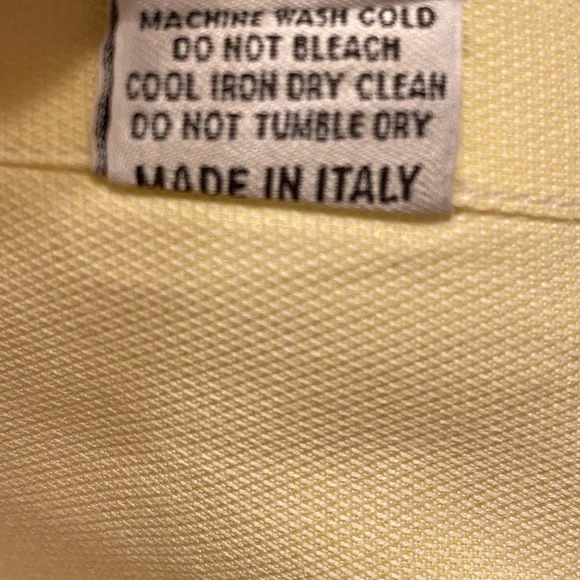 MACHINE WASH COLD
DO NOT BLEACH
COOL IRON DRY CLEAN
DO NOT TUMBLE DRY
MADE IN ITALY